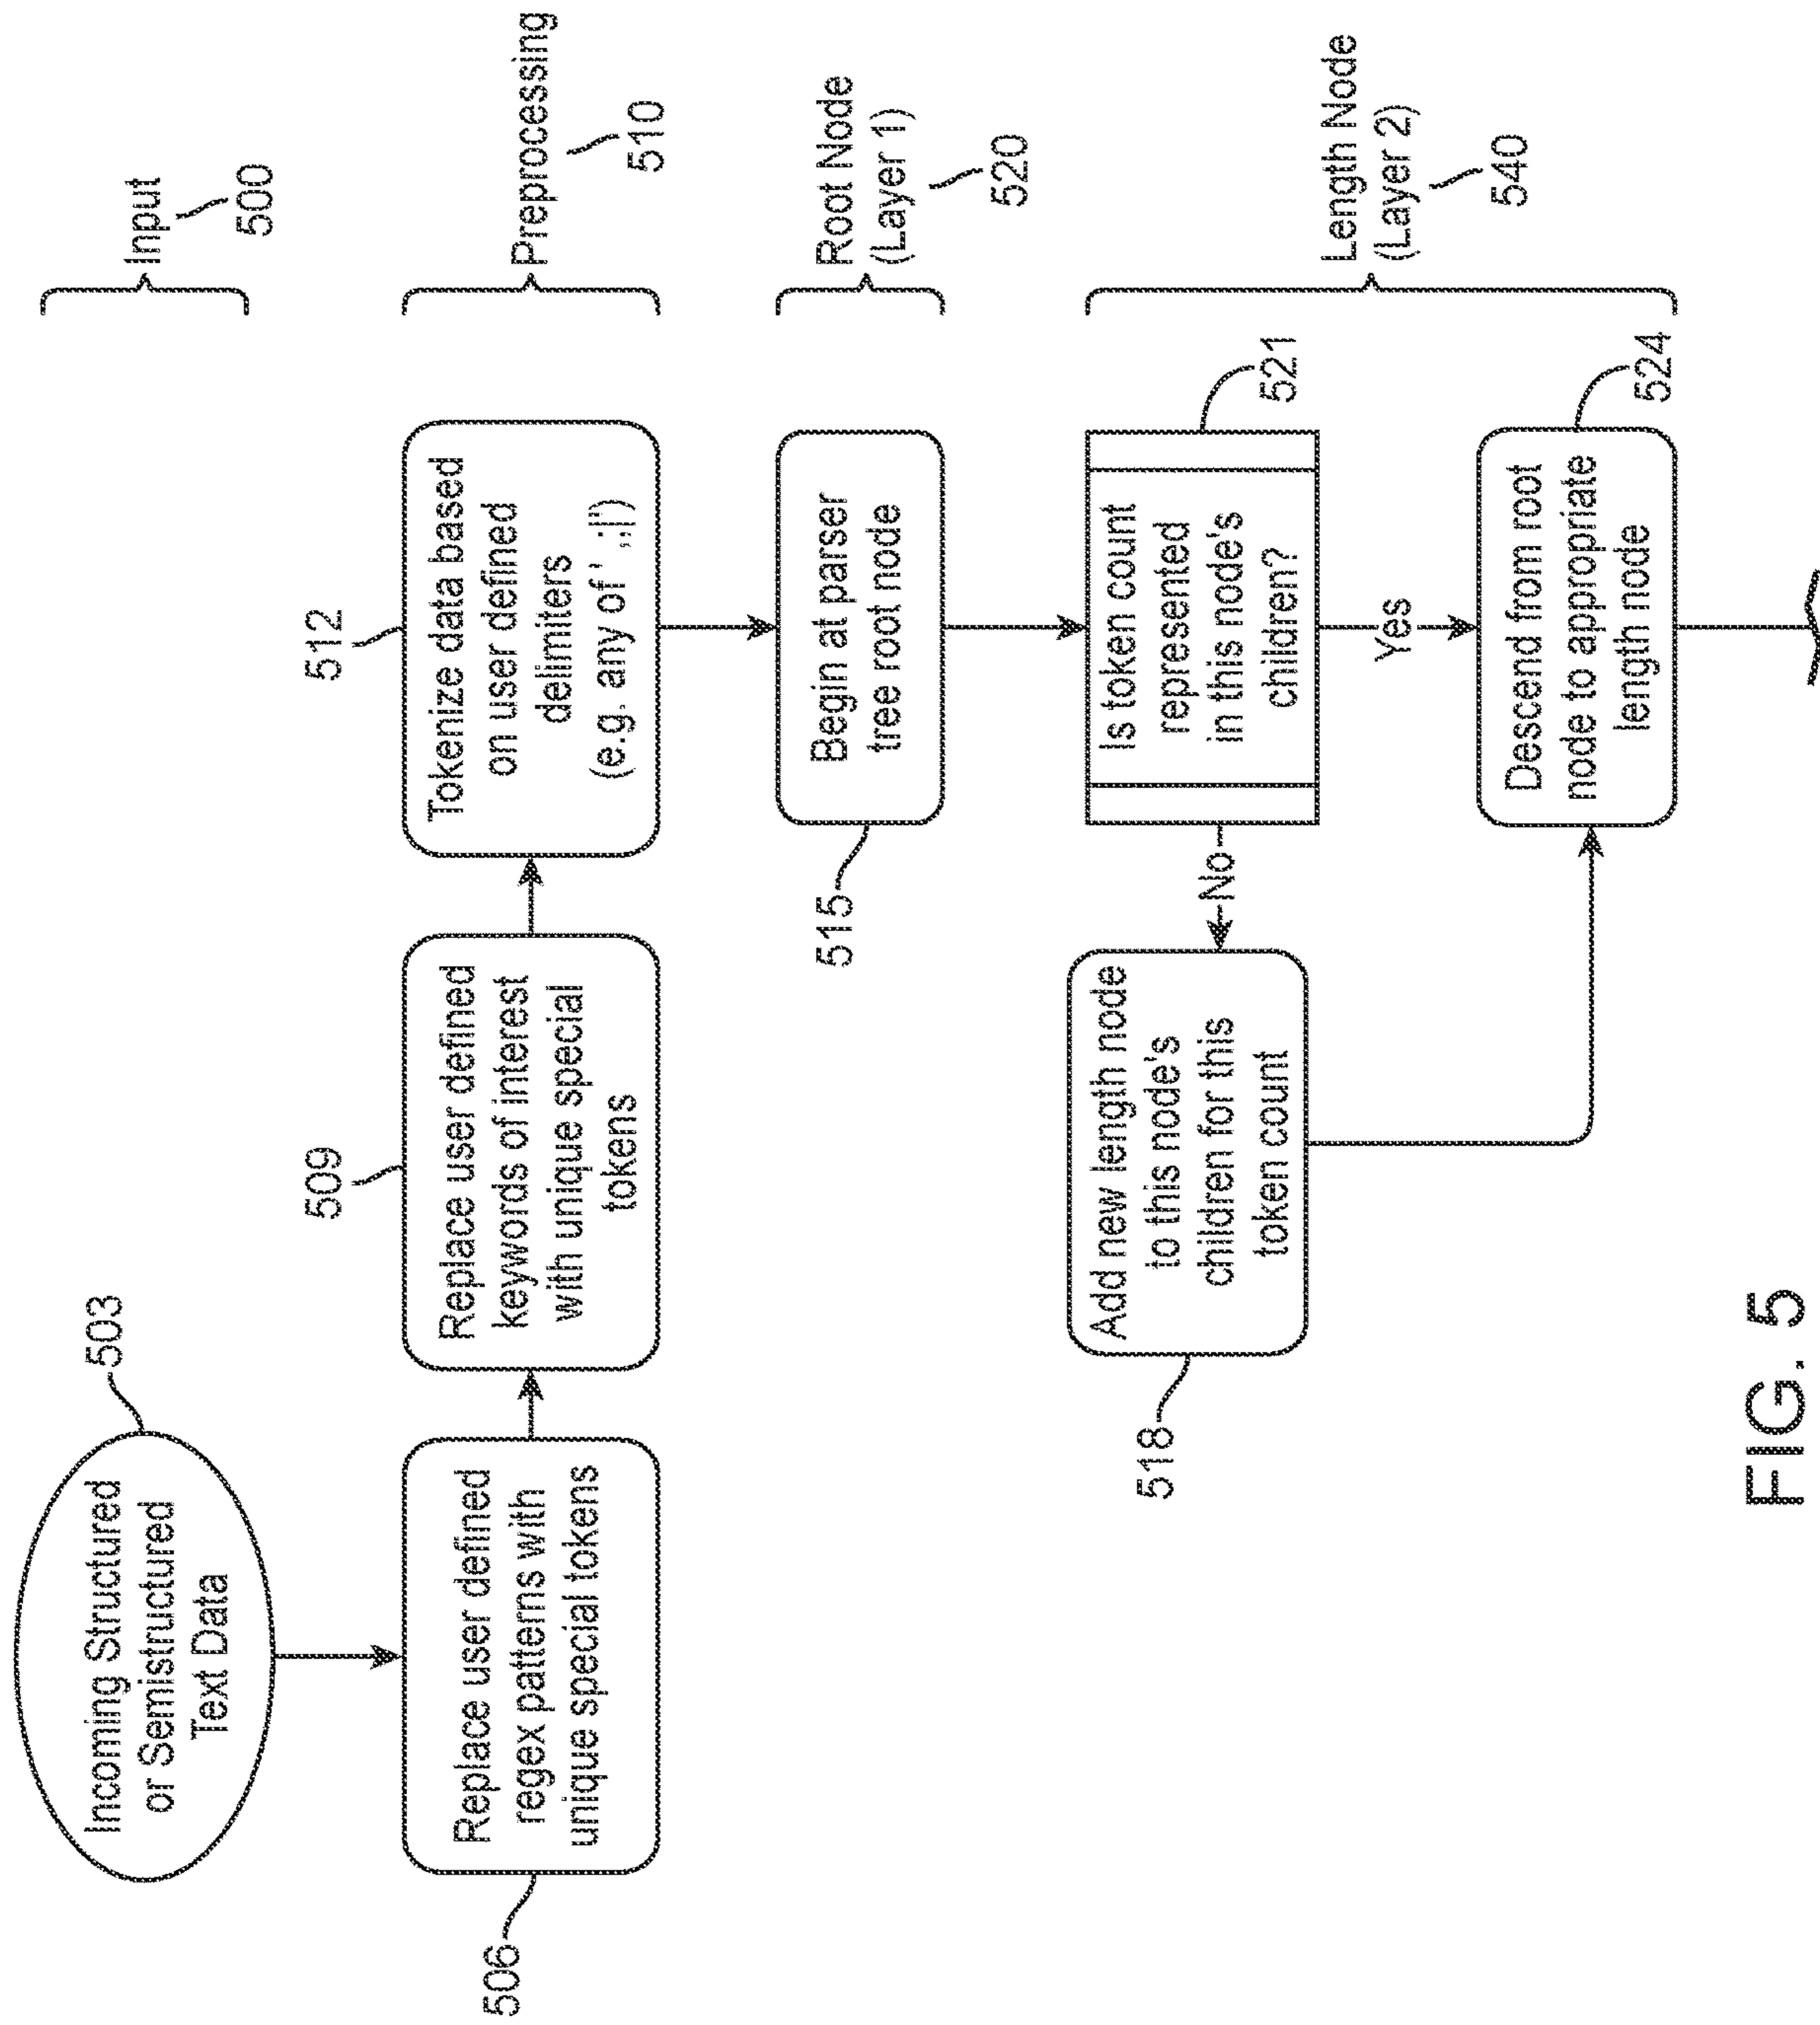 Input
500
503
Incoming Structured
or Semistructured
Text Data
Preprocessing
510
506
Replace user defined
regex patterns with
unique special tokens
509
Replace user defined
keywords of interest
with unique special
tokens
512
Tokenize data based
on user defined
delimiters
(e.g. any of ' ,;|')
Root Node
(Layer 1)
520
515
Begin at parser
tree root node
Length Node
(Layer 2)
540
521
Is token count
represented
in this node's
children?
No
518
Add new length node
to this node's
children for this
token count
Yes
524
Descend from root
node to appropriate
length node
FIG. 5